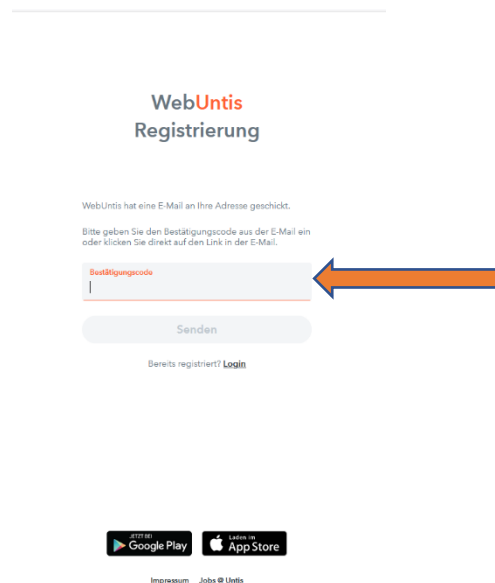 WebUntis
Registrierung
WebUntis hat eine E-Mail an Ihre Adresse geschickt.
Bitte geben Sie den Bestätigungscode aus der E-Mail ein
oder klicken Sie direkt auf den Link in der E-Mail.
Bestätigungscode
Senden
Bereits registriert? Login
JETZT BEI
Google Play
Laden im
App Store
Impressum Jobs @ Untis